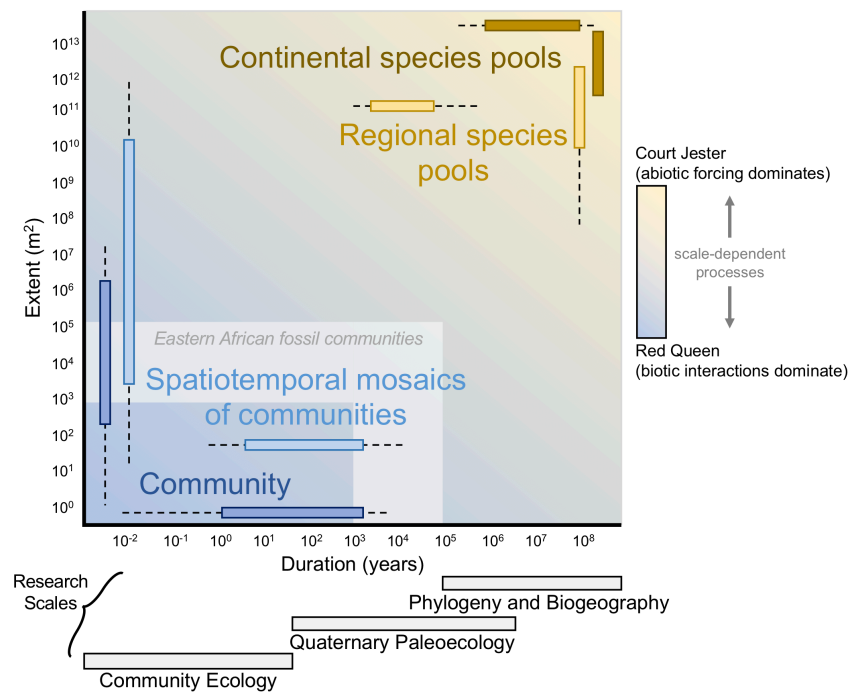 Continental species pools
Regional species
pools
Eastern African fossil communities
Spatiotemporal mosaics
of communities
Community
Extent (m²)
10¹³
10¹²
10¹¹
10¹⁰
10⁹
10⁸
10⁷
10⁶
10⁵
10⁴
10³
10²
10¹
10⁰
10⁻² 10⁻¹ 10⁰ 10¹ 10² 10³ 10⁴ 10⁵ 10⁶ 10⁷ 10⁸
Duration (years)
Court Jester
(abiotic forcing dominates)
scale-dependent
processes
Red Queen
(biotic interactions dominate)
Research
Scales
Phylogeny and Biogeography
Quaternary Paleoecology
Community Ecology